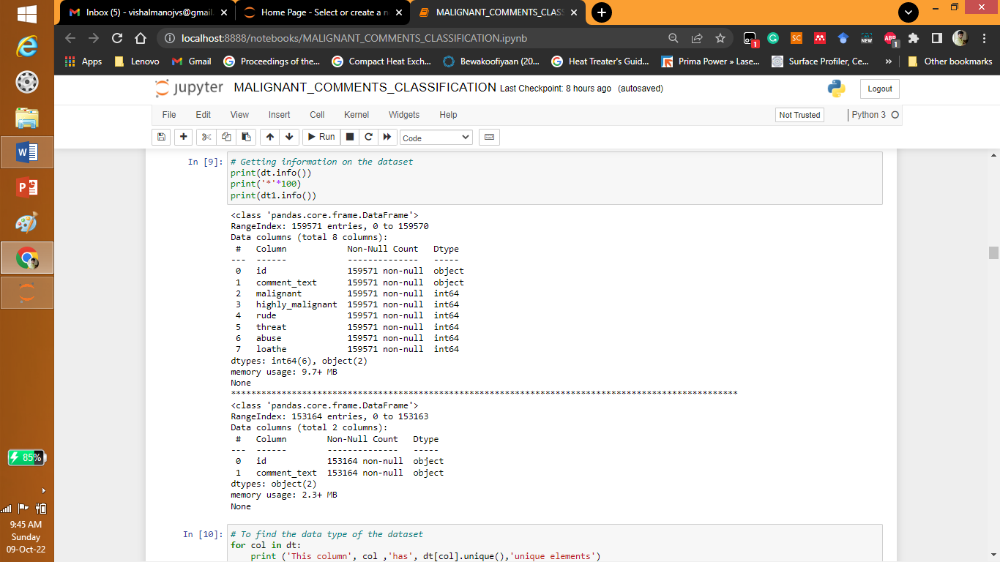 Inbox (5) - vishalmanojvs@gmail.
Home Page - Select or create a n
MALIGNANT_COMMENTS_CLASS
localhost:8888/notebooks/MALIGNANT_COMMENTS_CLASSIFICATION.ipynb
1
SC
NEW
ABP
1
Apps
Lenovo
Gmail
Proceedings of the...
Compact Heat Exch...
Bewakoofiyaan (20...
Heat Treater's Guid...
Prima Power » Lase...
Surface Profiler, Ce...
»
Other bookmarks
jupyter MALIGNANT_COMMENTS_CLASSIFICATION Last Checkpoint: 8 hours ago (autosaved)
Logout
File Edit View Insert Cell Kernel Widgets Help
Not Trusted
Python 3
Run
Code
In [9]: # Getting information on the dataset
print(dt.info())
print('*'*100)
print(dt1.info())
<class 'pandas.core.frame.DataFrame'>
RangeIndex: 159571 entries, 0 to 159570
Data columns (total 8 columns):
# Column Non-Null Count Dtype
--- ------ -------------- -----
0 id 159571 non-null object
1 comment_text 159571 non-null object
2 malignant 159571 non-null int64
3 highly_malignant 159571 non-null int64
4 rude 159571 non-null int64
5 threat 159571 non-null int64
6 abuse 159571 non-null int64
7 loathe 159571 non-null int64
dtypes: int64(6), object(2)
memory usage: 9.7+ MB
None
****************************************************************************************************
<class 'pandas.core.frame.DataFrame'>
RangeIndex: 153164 entries, 0 to 153163
Data columns (total 2 columns):
# Column Non-Null Count Dtype
--- ------ -------------- -----
0 id 153164 non-null object
1 comment_text 153164 non-null object
dtypes: object(2)
memory usage: 2.3+ MB
None
In [10]: # To find the data type of the dataset
for col in dt:
print ('This column', col ,'has', dt[col].unique(),'unique elements')
W
P
85%
9:45 AM
Sunday
09-Oct-22